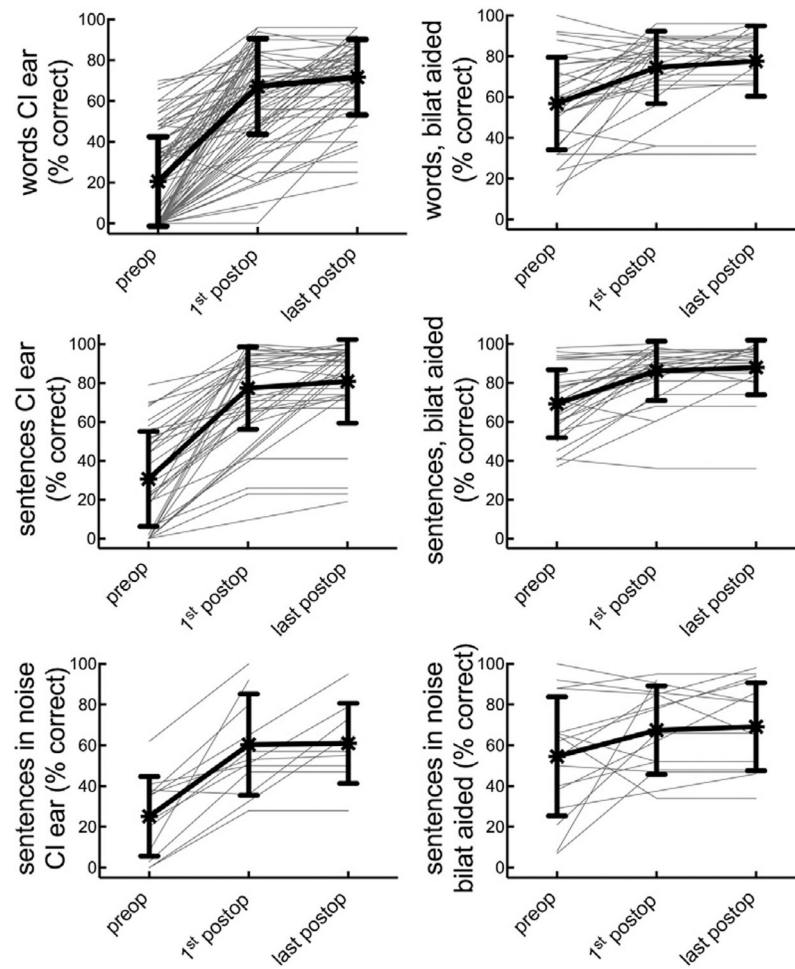 words CI ear
(% correct)
100
80
60
40
20
0
preop
1st postop
last postop
words, bilat aided
(% correct)
100
80
60
40
20
0
preop
1st postop
last postop
sentences CI ear
(% correct)
100
80
60
40
20
0
preop
1st postop
last postop
sentences, bilat aided
(% correct)
100
80
60
40
20
0
preop
1st postop
last postop
sentences in noise
CI ear (% correct)
100
80
60
40
20
0
preop
1st postop
last postop
sentences in noise
bilat aided (% correct)
100
80
60
40
20
0
preop
1st postop
last postop